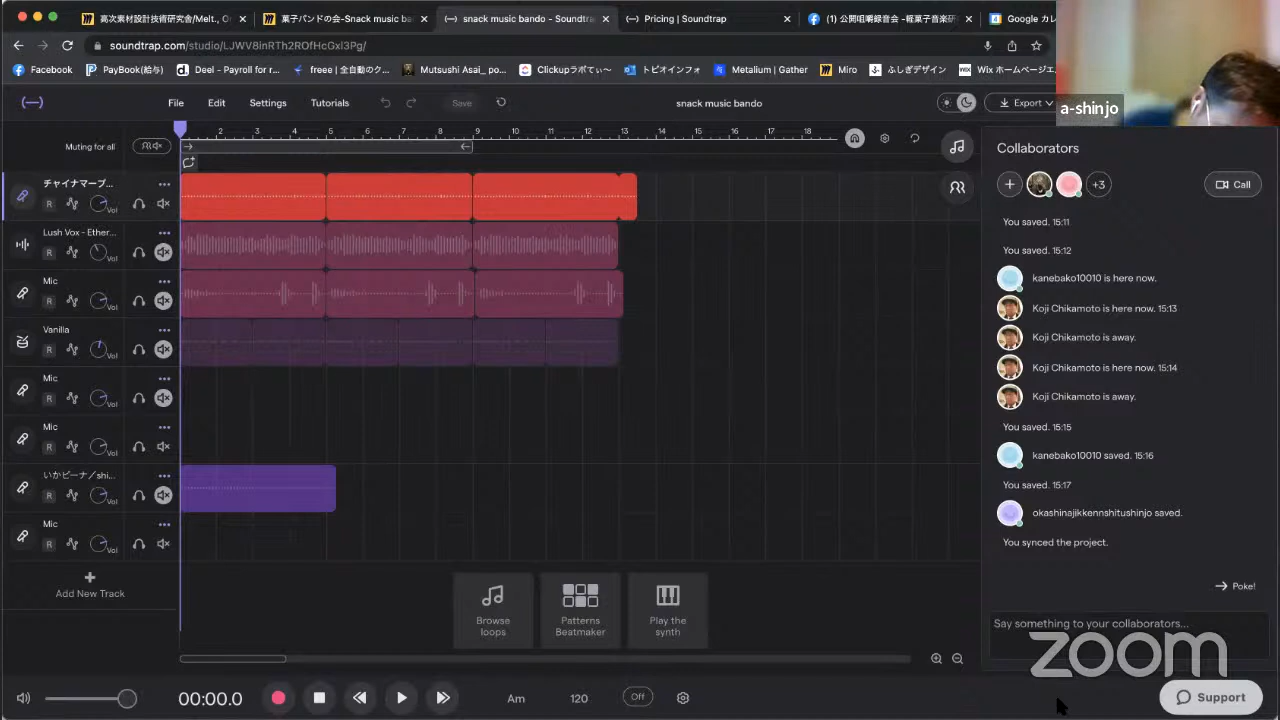 高次素材設計技術研究會/Melt., O...
菓子バンドの会-Snack music ba
snack music bando - Soundtra
Pricing | Soundtrap
(1) 公開咀嚼録音会 -軽菓子音楽研
Google カレ
soundtrap.com/studio/LJWV8inRTh2ROfHcGxl3Pg/
Facebook
PayBook(給与)
Deel - Payroll for r...
freee | 全自動のク...
Mutsushi Asai_ po...
Clickupラボてぃ〜...
トピオインフォ
Metalium | Gather
Miro
ふしぎデザイン
Wix ホームページエ
a-shinjo
File
Edit
Settings
Tutorials
Save
snack music bando
Export
Muting for all
2 3 4 5 6 7 8 9 10 11 12 13 14 15 16 17 18
Collaborators
+3
Call
チャイナマーブ...
R
Vol
Lush Vox - Ether...
R
Vol
Mic
R
Vol
Vanilla
R
Vol
Mic
R
Vol
Mic
R
Vol
いかピーナ／shi...
R
Vol
Mic
R
Vol
Add New Track
You saved. 15:11
You saved. 15:12
kanebako10010 is here now.
Koji Chikamoto is here now. 15:13
Koji Chikamoto is away.
Koji Chikamoto is here now. 15:14
Koji Chikamoto is away.
You saved. 15:15
kanebako10010 saved. 15:16
You saved. 15:17
okashinajikkennshitushinjo saved.
You synced the project.
Poke!
Say something to your collaborators...
Browse
loops
Patterns
Beatmaker
Play the
synth
zoom
00:00.0
Am
120
Off
Support